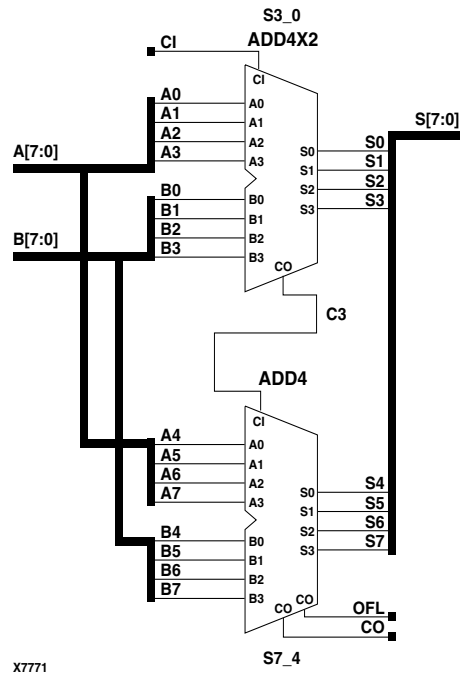 S3_0
CI ADD4X2
CI
A0 A0
A1 A1
A2 A2
A3 A3
S[7:0]
A[7:0]
S0 S0
S1 S1
S2 S2
S3 S3
B0 B0
B1 B1
B2 B2
B3 B3
B[7:0]
CO
C3
ADD4
CI
A4 A0
A5 A1
A6 A2
A7 A3
S0 S4
S1 S5
S2 S6
S3 S7
B4 B0
B5 B1
B6 B2
B7 B3
CO CO
OFL
CO
S7_4
X7771